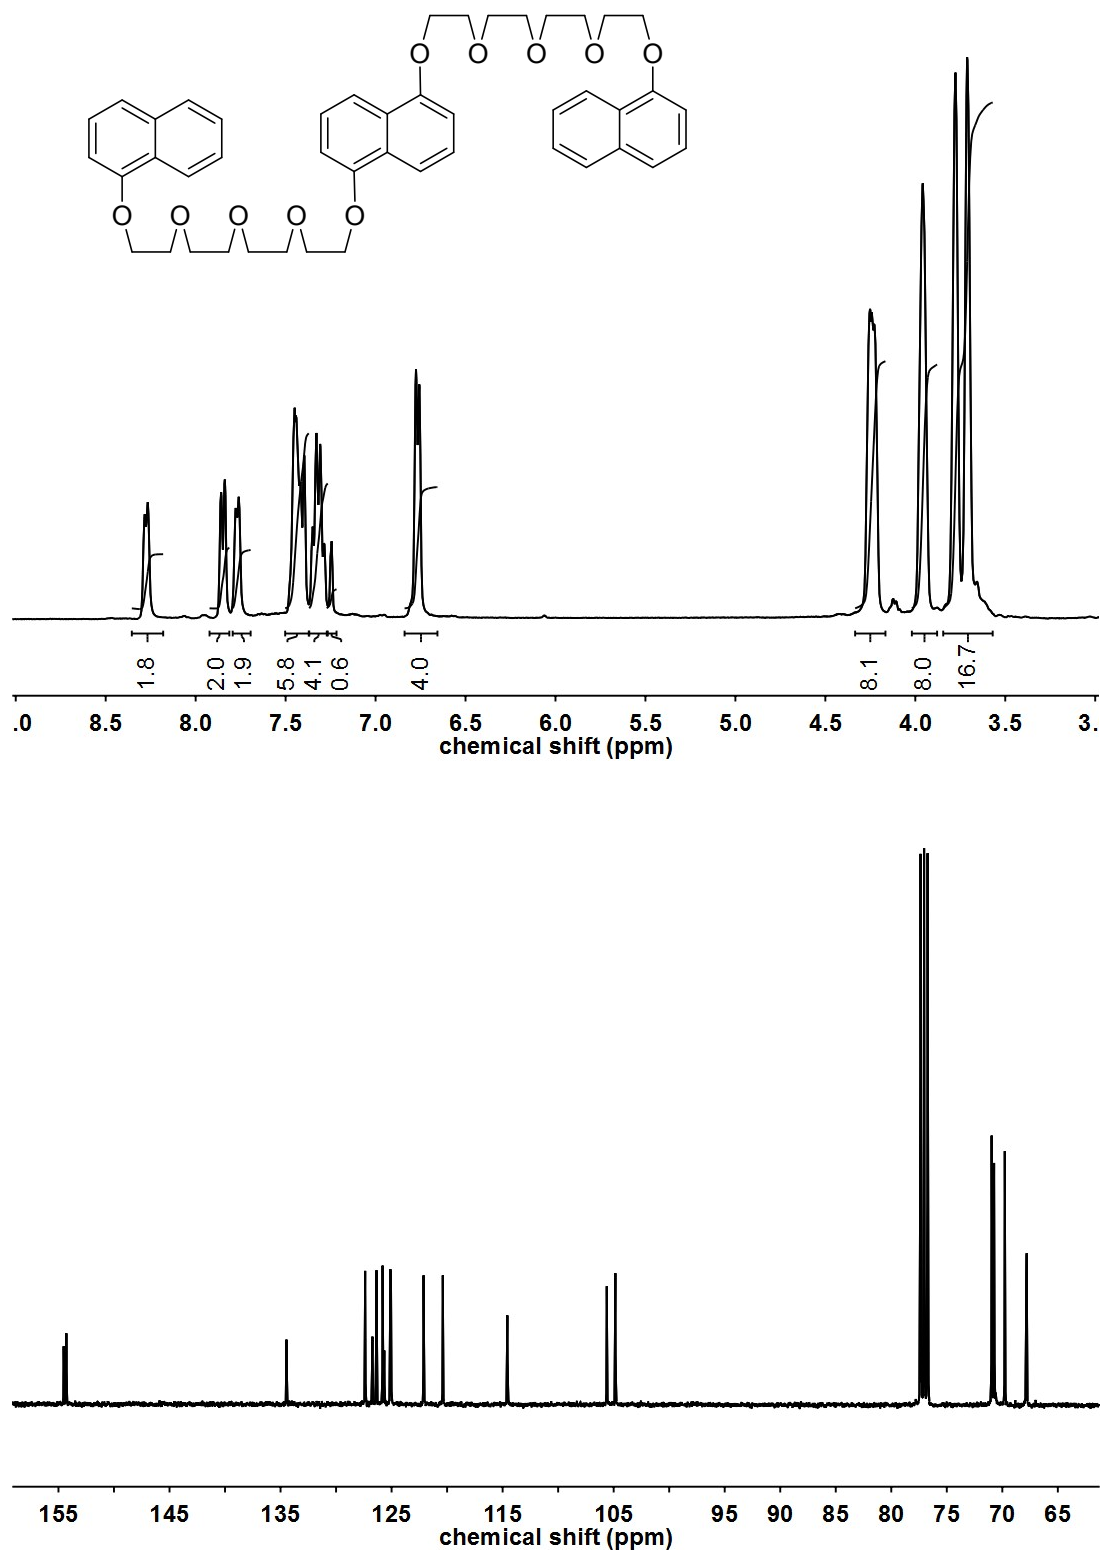 O O O O O
O O O O O
1.8 2.0 1.9 5.8 4.1 0.6 4.0 8.1 8.0 16.7
.0 8.5 8.0 7.5 7.0 6.5 6.0 5.5 5.0 4.5 4.0 3.5 3.
chemical shift (ppm)
155 145 135 125 115 105 95 90 85 80 75 70 65
chemical shift (ppm)